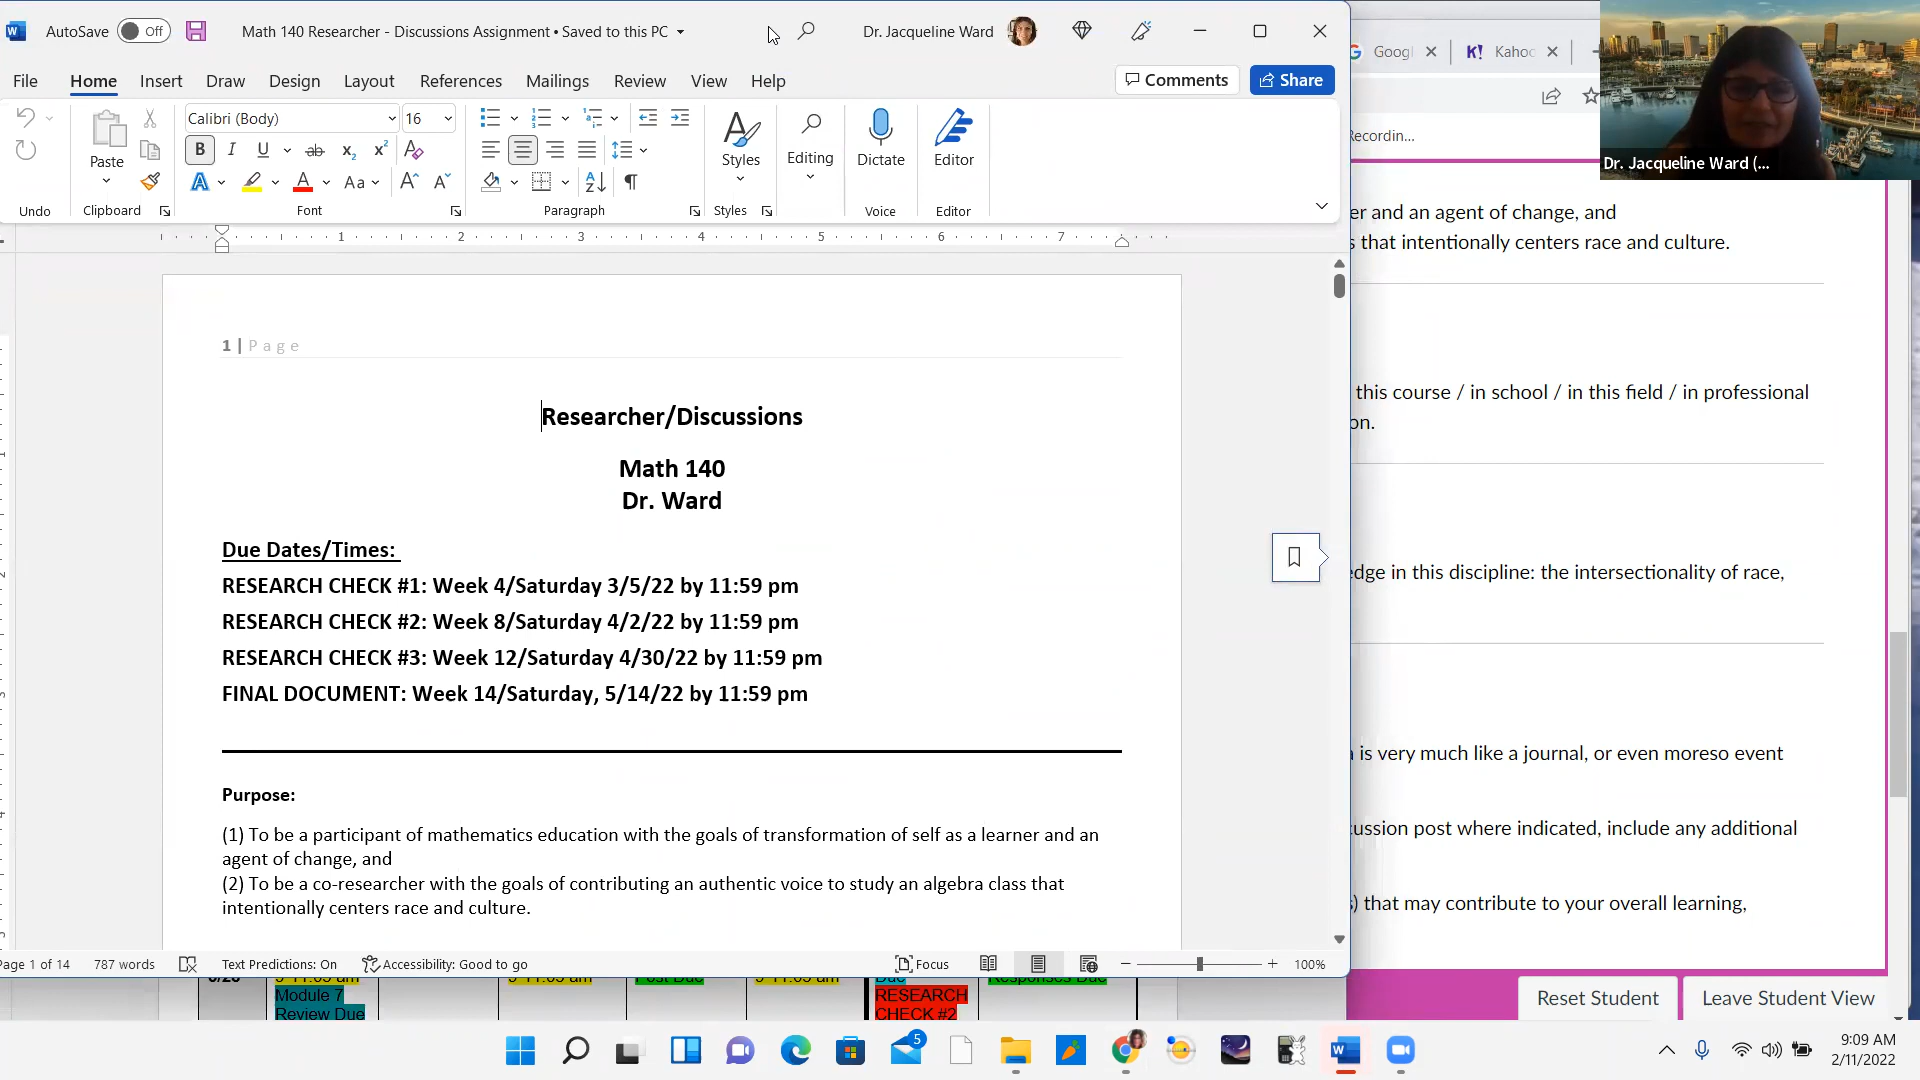 AutoSave Off Math 140 Researcher - Discussions Assignment • Saved to this PC Dr. Jacqueline Ward
File Home Insert Draw Design Layout References Mailings Review View Help Comments Share
Calibri (Body) 16
Paste Styles Editing Dictate Editor
Undo Clipboard Font Paragraph Styles Voice Editor
1 2 3 4 5 6 7
1 | Page
Researcher/Discussions
Math 140
Dr. Ward
Due Dates/Times:
RESEARCH CHECK #1: Week 4/Saturday 3/5/22 by 11:59 pm
RESEARCH CHECK #2: Week 8/Saturday 4/2/22 by 11:59 pm
RESEARCH CHECK #3: Week 12/Saturday 4/30/22 by 11:59 pm
FINAL DOCUMENT: Week 14/Saturday, 5/14/22 by 11:59 pm
Purpose:
(1) To be a participant of mathematics education with the goals of transformation of self as a learner and an
agent of change, and
(2) To be a co-researcher with the goals of contributing an authentic voice to study an algebra class that
intentionally centers race and culture.
Page 1 of 14 787 words Text Predictions: On Accessibility: Good to go Focus 100%
Googl Kahoo
Recordin...
Dr. Jacqueline Ward (...
er and an agent of change, and
s that intentionally centers race and culture.
this course / in school / in this field / in professional
on.
edge in this discipline: the intersectionality of race,
a is very much like a journal, or even moreso event
cussion post where indicated, include any additional
s) that may contribute to your overall learning,
Module 7
Review Due
RESEARCH
CHECK #2
Reset Student Leave Student View
5
9:09 AM
2/11/2022